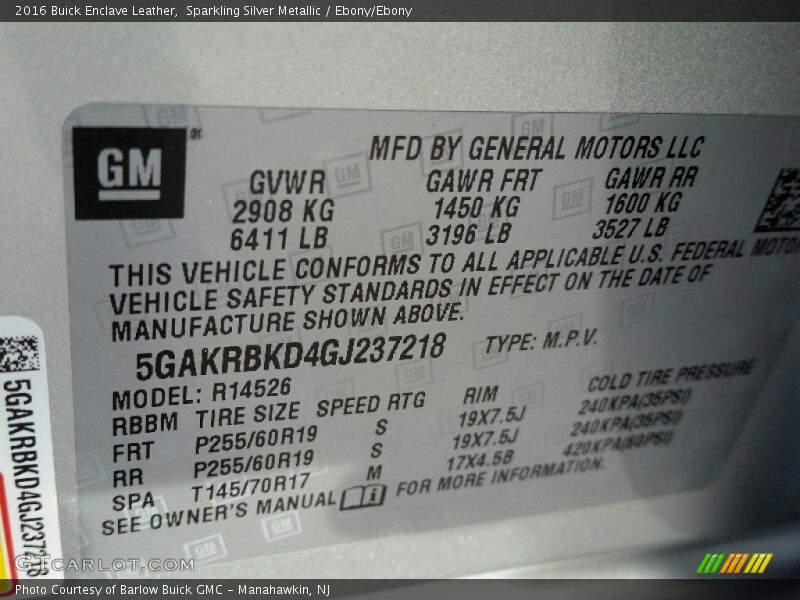 2016 Buick Enclave Leather,  Sparkling Silver Metallic / Ebony/Ebony
GM
MFD BY GENERAL MOTORS LLC
GVWR GAWR FRT GAWR RR
2908 KG 1450 KG 1600 KG
6411 LB 3196 LB 3527 LB
THIS VEHICLE CONFORMS TO ALL APPLICABLE U.S. FEDERAL MOTOR
VEHICLE SAFETY STANDARDS IN EFFECT ON THE DATE OF
MANUFACTURE SHOWN ABOVE.
5GAKRBKD4GJ237218 TYPE: M.P.V.
MODEL: R14526
RBBM TIRE SIZE SPEED RTG RIM COLD TIRE PRESSURE
FRT P255/60R19 S 19X7.5J 240KPA(35PSI)
RR P255/60R19 S 19X7.5J 240KPA(35PSI)
SPA T145/70R17 M 17X4.5B 420KPA(60PSI)
SEE OWNER'S MANUAL FOR MORE INFORMATION.
5GAKRBKD4GJ237218
GTCarLot.com
Photo Courtesy of Barlow Buick GMC - Manahawkin, NJ